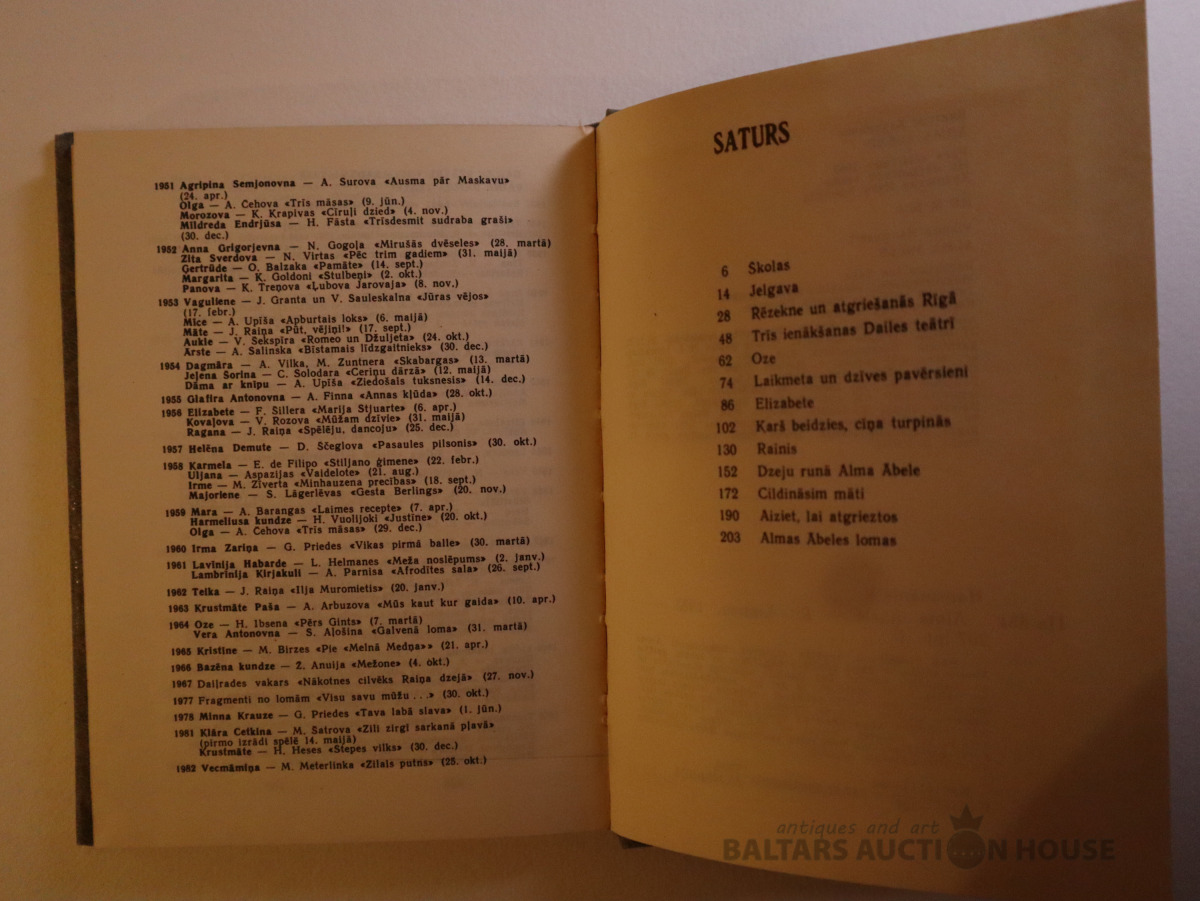 1951 Agripina Semjonovna — A. Surova «Ausma pār Maskavu»
(24. apr.)
Olga — A. Čehova «Trīs māsas» (9. jūn.)
Morozova — K. Krapivas «Cīruļi dzied» (4. nov.)
Mildreda Endrjūsa — H. Fāsta «Trīsdesmit sudraba graši»
(30. dec.)
1952 Anna Grigorjevna — N. Gogoļa «Mirušās dvēseles» (28. martā)
Zita Sverdova — N. Virtas «Pēc trim gadiem» (31. maijā)
Gertrūde — O. Balzaka «Pamāte» (14. sept.)
Margarita — K. Goldoni «Stulbeņi» (2. okt.)
Panova — K. Treņova «Ļubova Jarovaja» (8. nov.)
1953 Vaguliene — J. Granta un V. Sauleskalna «Jūras vējos»
(17. febr.)
Mice — A. Upīša «Apburtais loks» (6. maijā)
Māte — J. Raiņa «Pūt, vējiņi!» (17. sept.)
Aukle — V. Šekspīra «Romeo un Džuljeta» (24. okt.)
Ārste — A. Salinska «Bīstamais līdzgaitnieks» (30. dec.)
1954 Dagmāra — A. Vilka, M. Zuntnera «Skabargas» (13. martā)
Jeļena Šorina — C. Solodara «Ceriņu dārzā» (12. maijā)
Dāma ar knipu — A. Upīša «Ziedošais tuksnesis» (14. dec.)
1955 Glafira Antonovna — A. Finna «Annas kļūda» (28. okt.)
1956 Elizabete — F. Šillera «Marija Stjuarte» (6. apr.)
Kovaļova — V. Rozova «Mūžam dzīvie» (31. maijā)
Ragana — J. Raiņa «Spēlēju, dancoju» (25. dec.)
1957 Helēna Demute — D. Ščeglova «Pasaules pilsonis» (30. okt.)
1958 Karmela — E. de Filipo «Stiljano ģimene» (22. febr.)
Uljana — Aspazijas «Vaidelote» (21. aug.)
Irme — M. Zīverta «Minhauzena precības» (18. sept.)
Majoriene — S. Lāgerlēvas «Gesta Berlings» (20. nov.)
1959 Mara — A. Barangas «Laimes recepte» (7. apr.)
Harmeliusa kundze — H. Vuolijoki «Justīne» (20. okt.)
Olga — A. Čehova «Trīs māsas» (29. dec.)
1960 Irma Zariņa — G. Priedes «Vikas pirmā balle» (30. martā)
1961 Lavīnija Habarde — L. Helmanes «Meža noslēpums» (2. janv.)
Lambrinija Kirjakuli — A. Parnisa «Afrodītes sala» (26. sept.)
1962 Teika — J. Raiņa «Iļja Muromietis» (20. janv.)
1963 Krustmāte Paša — A. Arbuzova «Mūs kaut kur gaida» (10. apr.)
1964 Oze — H. Ibsena «Pērs Gints» (7. martā)
Vera Antonovna — S. Aļošina «Galvenā loma» (31. martā)
1965 Kristīne — M. Birzes «Pie «Melnā Medņa»» (21. apr.)
1966 Bazēna kundze — Ž. Anuija «Mežone» (4. okt.)
1967 Daiļrades vakars «Nākotnes cilvēks Raiņa dzejā» (27. nov.)
1977 Fragmenti no lomām «Visu savu mūžu . . .» (30. okt.)
1978 Minna Krauze — G. Priedes «Tava labā slava» (1. jūn.)
1981 Klāra Cetkina — M. Šatrova «Zili zirgi sarkanā pļavā»
(pirmo izrādi spēlē 14. maijā)
Krustmāte — H. Heses «Stepes vilks» (30. dec.)
1982 Vecmāmiņa — M. Meterlinka «Zilais putns» (25. okt.)
SATURS
6 Skolas
14 Jelgava
28 Rēzekne un atgriešanās Rīgā
48 Trīs ienākšanas Dailes teātrī
62 Oze
74 Laikmeta un dzīves pavērsieni
86 Elizabete
102 Karš beidzies, cīņa turpinās
130 Rainis
152 Dzeju runā Alma Ābele
172 Cildināsim māti
190 Aiziet, lai atgrieztos
203 Almas Ābeles lomas
antiques and art
BALTARS AUCTION HOUSE